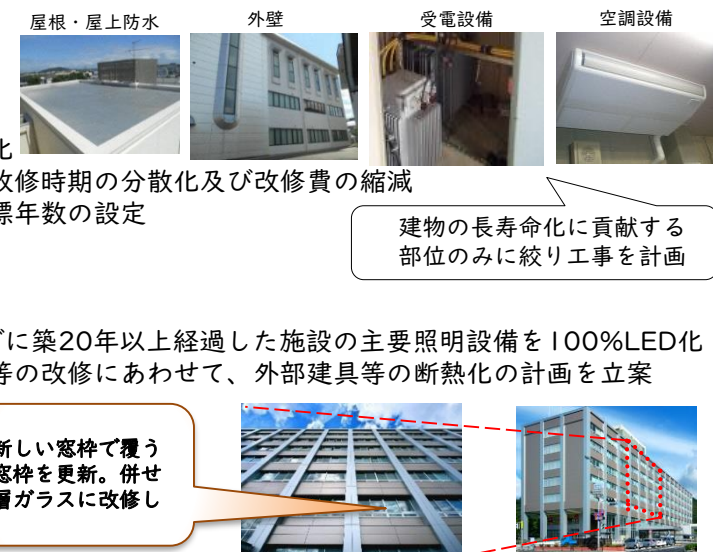 屋根・屋上防水
外壁
受電設備
空調設備
化
改修時期の分散化及び改修費の縮減
標年数の設定
建物の長寿命化に貢献する
部位のみに絞り工事を計画
に築20年以上経過した施設の主要照明設備を100%LED化
等の改修にあわせて、外部建具等の断熱化の計画を立案
新しい窓枠で覆う
窓枠を更新。併せ
層ガラスに改修し